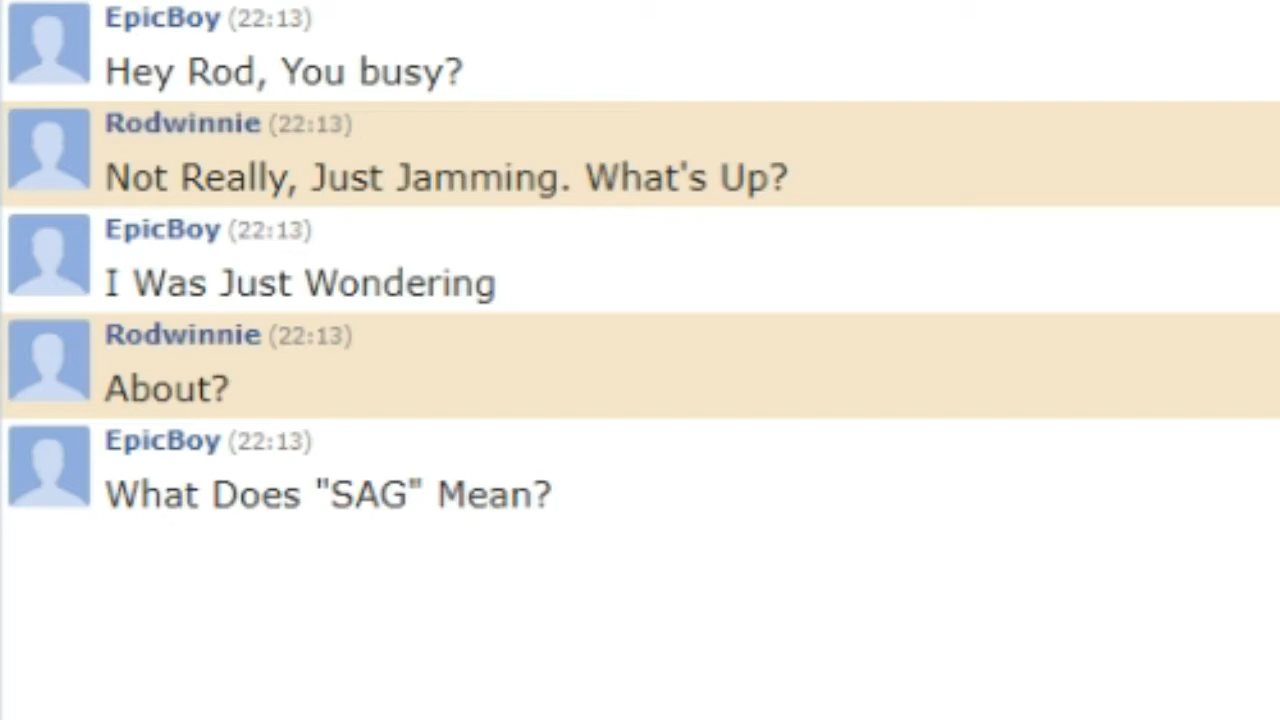 EpicBoy (22:13)
Hey Rod, You busy?
Rodwinnie (22:13)
Not Really, Just Jamming. What's Up?
EpicBoy (22:13)
I Was Just Wondering
Rodwinnie (22:13)
About?
EpicBoy (22:13)
What Does "SAG" Mean?